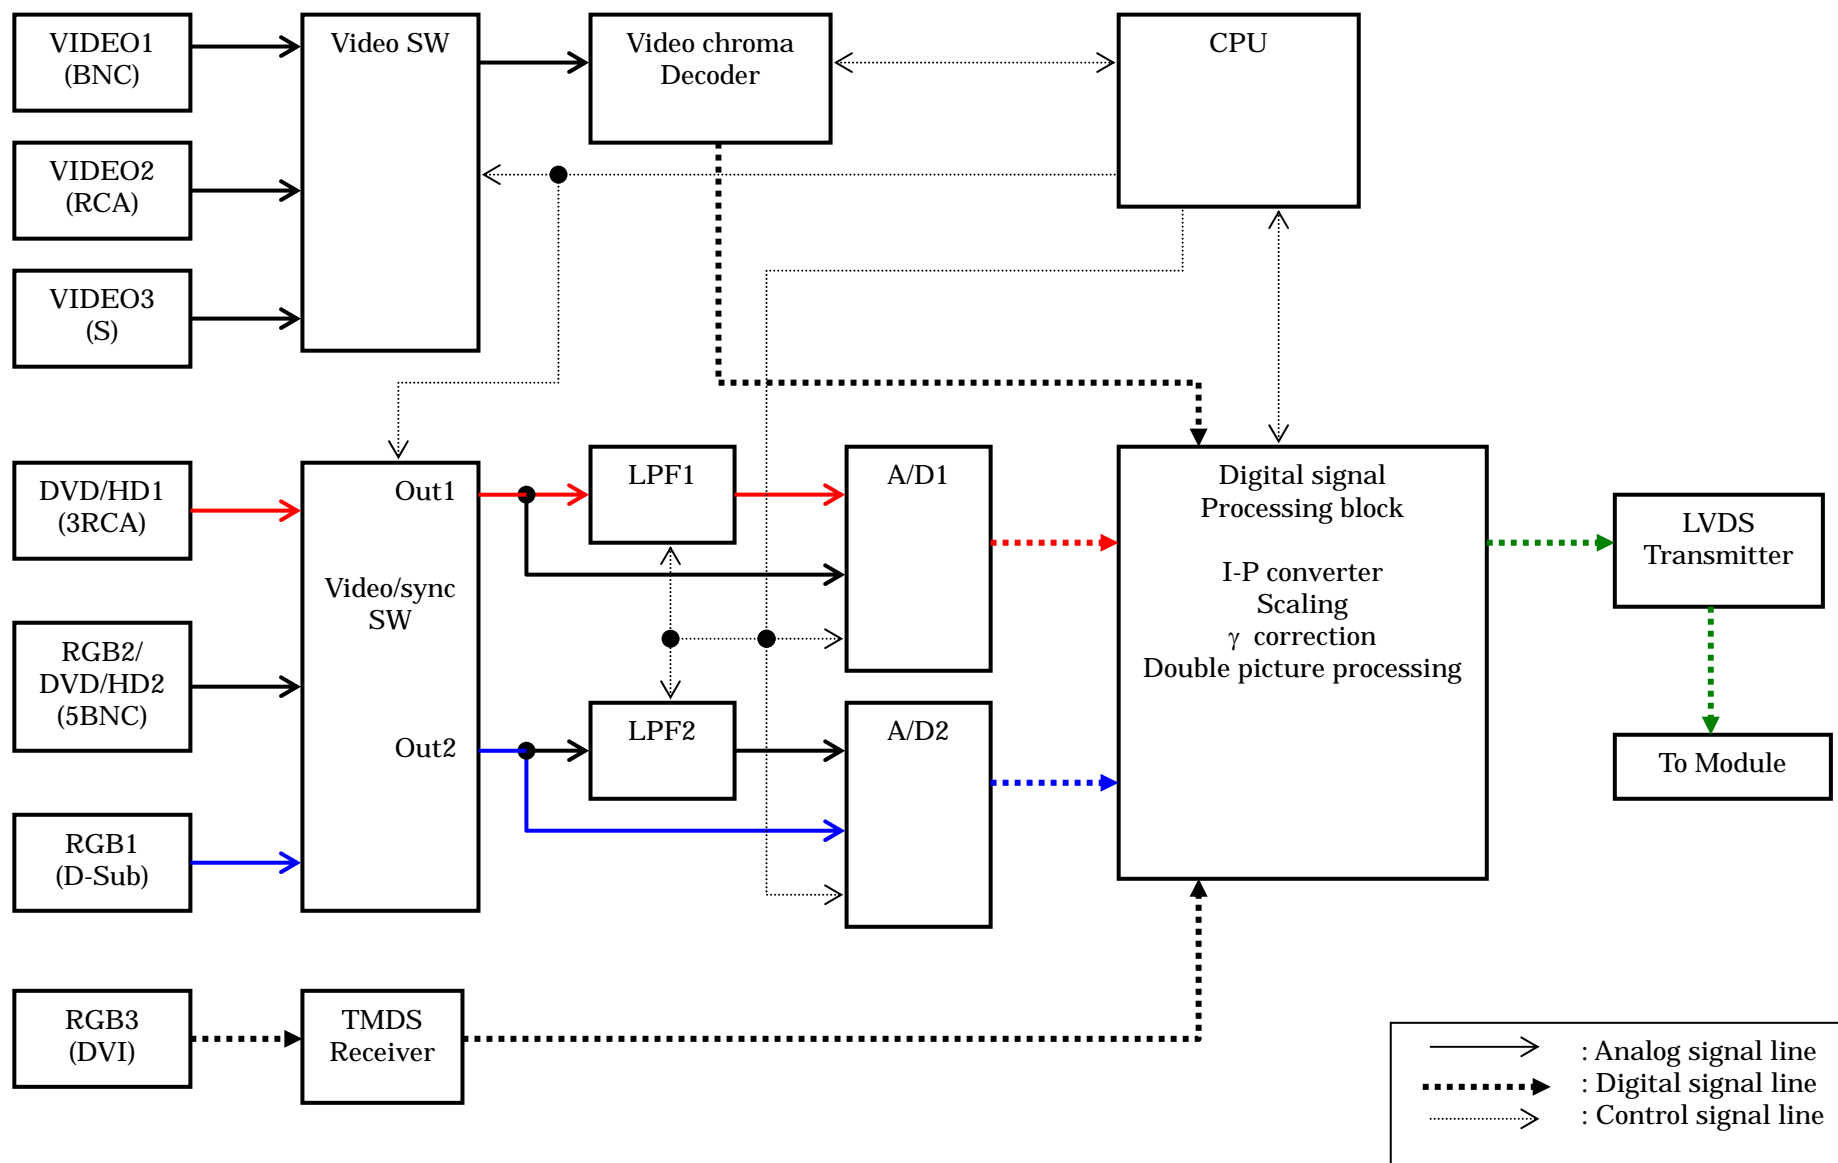 VIDEO1
(BNC)
Video SW
Video chroma
Decoder
CPU
VIDEO2
(RCA)
VIDEO3
(S)
DVD/HD1
(3RCA)
Out1
Video/sync
SW
Out2
LPF1
A/D1
Digital signal
Processing block
I-P converter
Scaling
γ correction
Double picture processing
LVDS
Transmitter
RGB2/
DVD/HD2
(5BNC)
LPF2
A/D2
To Module
RGB1
(D-Sub)
RGB3
(DVI)
TMDS
Receiver
: Analog signal line
: Digital signal line
: Control signal line